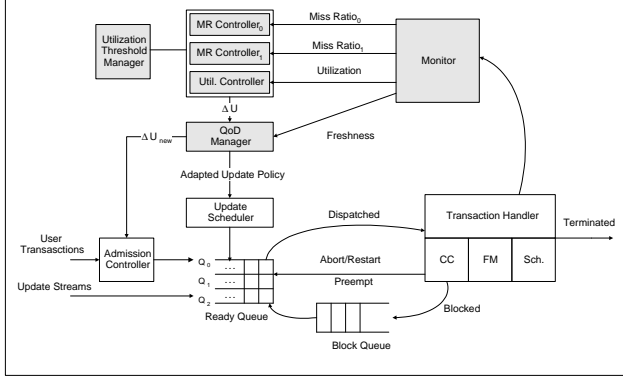 MR Controller0
Miss Ratio0
Utilization
Threshold
Manager
MR Controller1
Miss Ratio1
Monitor
Util. Controller
Utilization
ΔU
ΔU new
QoD
Manager
Freshness
Adapted Update Policy
Update
Scheduler
Dispatched
Transaction Handler
Terminated
User
Transasctions
Admission
Controller
Q0
...
Abort/Restart
CC
FM
Sch.
Q1
...
Preempt
Update Streams
Q2
...
Blocked
Ready Queue
Block Queue